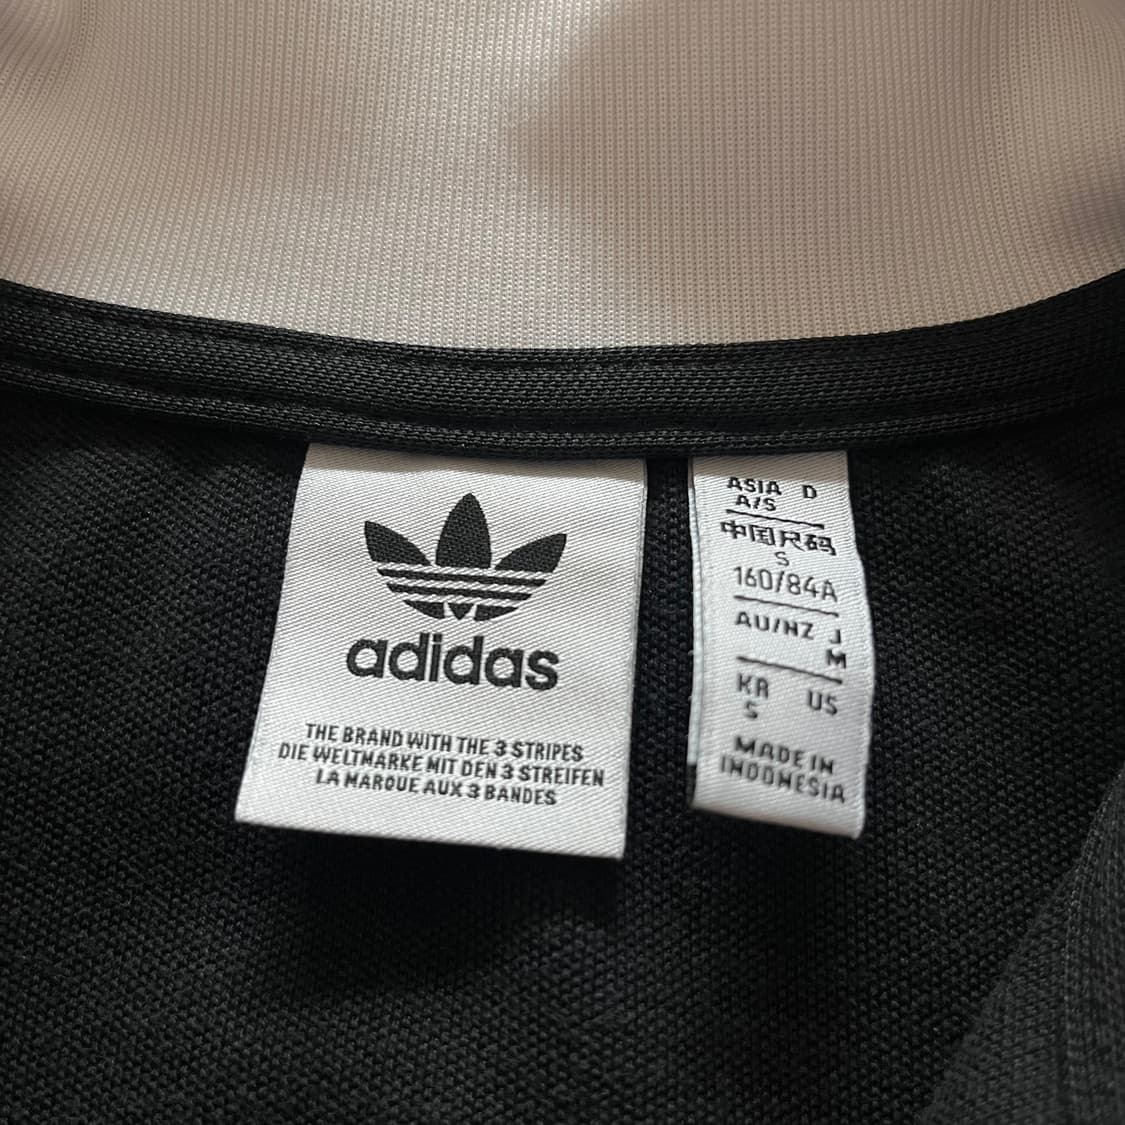 adidas
THE BRAND WITH THE 3 STRIPES
DIE WELTMARKE MIT DEN 3 STREIFEN
LA MARQUE AUX 3 BANDES
ASIA D
A/S
中国尺码
S
160/84A
AU/NZ J
M
KR US
S
MADE IN
INDONESIA